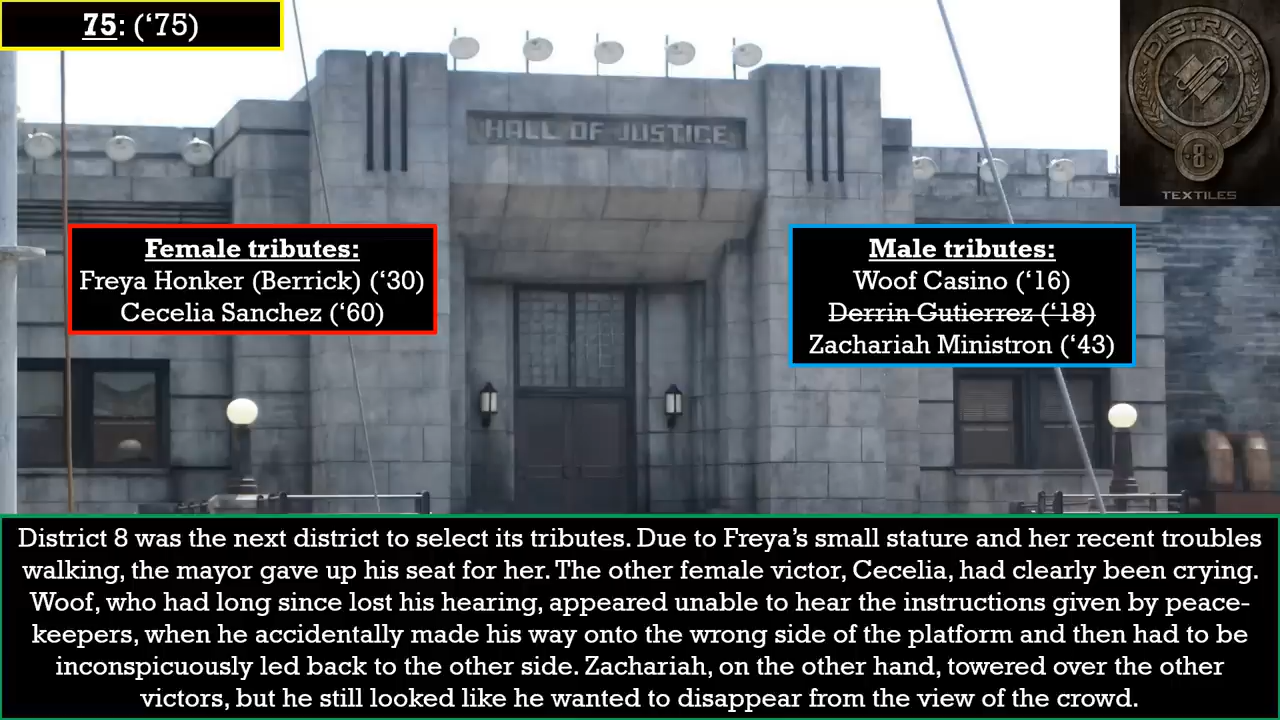 75: (‘75)
HALL OF JUSTICE
DISTRICT
8
TEXTILES
Female tributes:
Freya Honker (Berrick) (‘30)
Cecelia Sanchez (‘60)
Male tributes:
Woof Casino (‘16)
Derrin Gutierrez (‘18)
Zachariah Ministron (‘43)
District 8 was the next district to select its tributes. Due to Freya’s small stature and her recent troubles
walking, the mayor gave up his seat for her. The other female victor, Cecelia, had clearly been crying.
Woof, who had long since lost his hearing, appeared unable to hear the instructions given by peace-
keepers, when he accidentally made his way onto the wrong side of the platform and then had to be
inconspicuously led back to the other side. Zachariah, on the other hand, towered over the other
victors, but he still looked like he wanted to disappear from the view of the crowd.